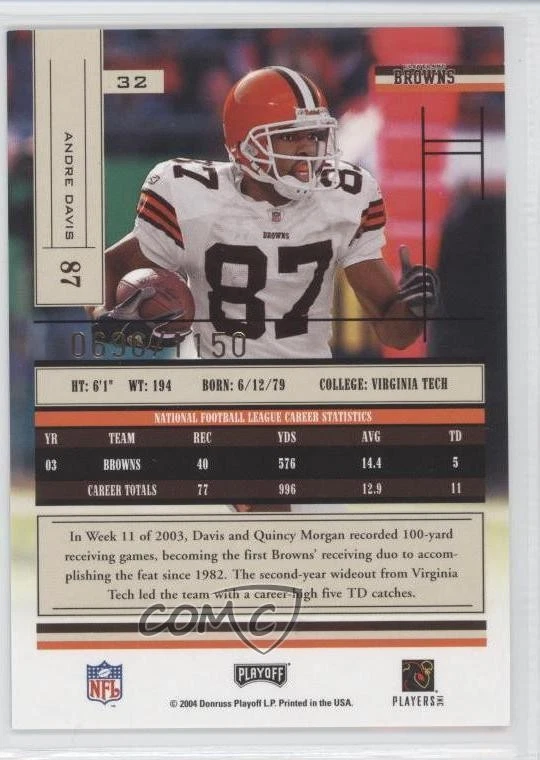 32
BROWNS
ANDRE DAVIS
87
87
87
BROWNS
/1150
HT: 6'1" WT: 194 BORN: 6/12/79 COLLEGE: VIRGINIA TECH
NATIONAL FOOTBALL LEAGUE CAREER STATISTICS
YR TEAM REC YDS AVG TD
03 BROWNS 40 576 14.4 5
CAREER TOTALS 77 996 12.9 11
In Week 11 of 2003, Davis and Quincy Morgan recorded 100-yard
receiving games, becoming the first Browns' receiving duo to accom-
plishing the feat since 1982. The second-year wideout from Virginia
Tech led the team with a career-high five TD catches.
COMC
NFL
PLAYOFF
PLAYERS INC
© 2004 Donruss Playoff L.P. Printed in the USA.